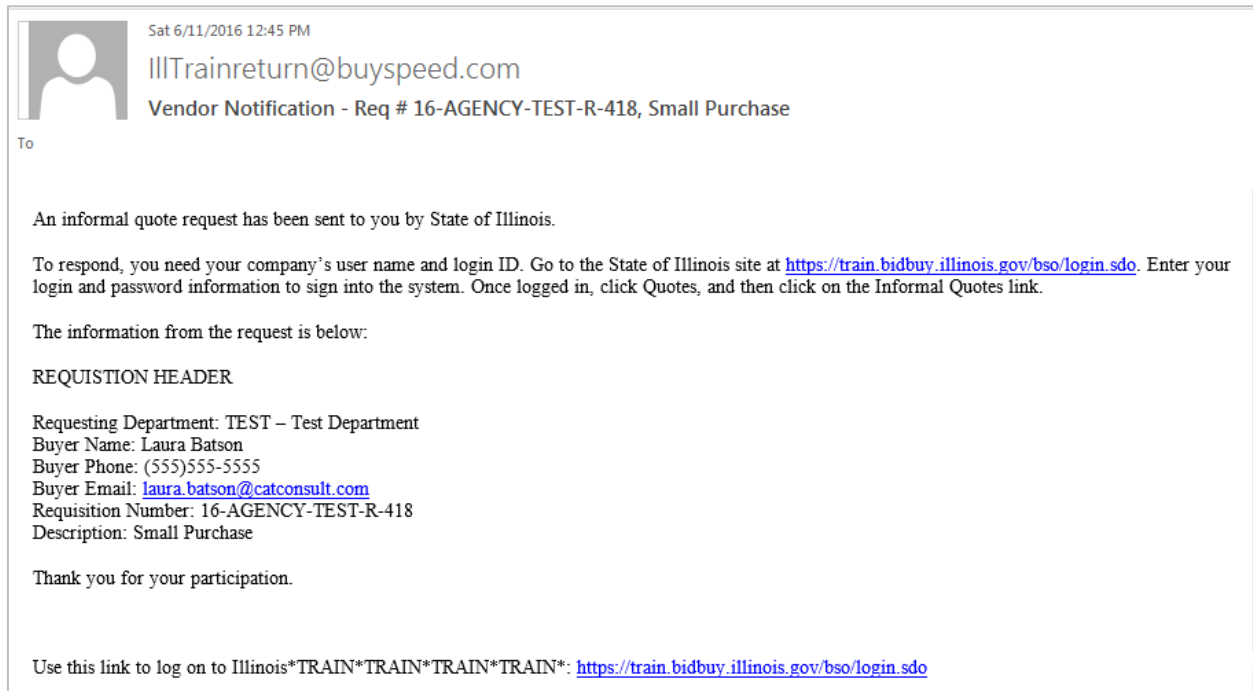 Sat 6/11/2016 12:45 PM
IllTrainreturn@buyspeed.com
Vendor Notification - Req # 16-AGENCY-TEST-R-418, Small Purchase
To
An informal quote request has been sent to you by State of Illinois.
To respond, you need your company’s user name and login ID. Go to the State of Illinois site at https://train.bidbuy.illinois.gov/bso/login.sdo. Enter your
login and password information to sign into the system. Once logged in, click Quotes, and then click on the Informal Quotes link.
The information from the request is below:
REQUISTION HEADER
Requesting Department: TEST – Test Department
Buyer Name: Laura Batson
Buyer Phone: (555)555-5555
Buyer Email: laura.batson@catconsult.com
Requisition Number: 16-AGENCY-TEST-R-418
Description: Small Purchase
Thank you for your participation.
Use this link to log on to Illinois*TRAIN*TRAIN*TRAIN*TRAIN*: https://train.bidbuy.illinois.gov/bso/login.sdo